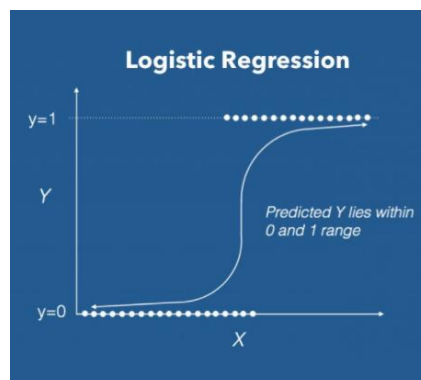 Logistic Regression
y=1
Y
Predicted Y lies within
0 and 1 range
y=0
X